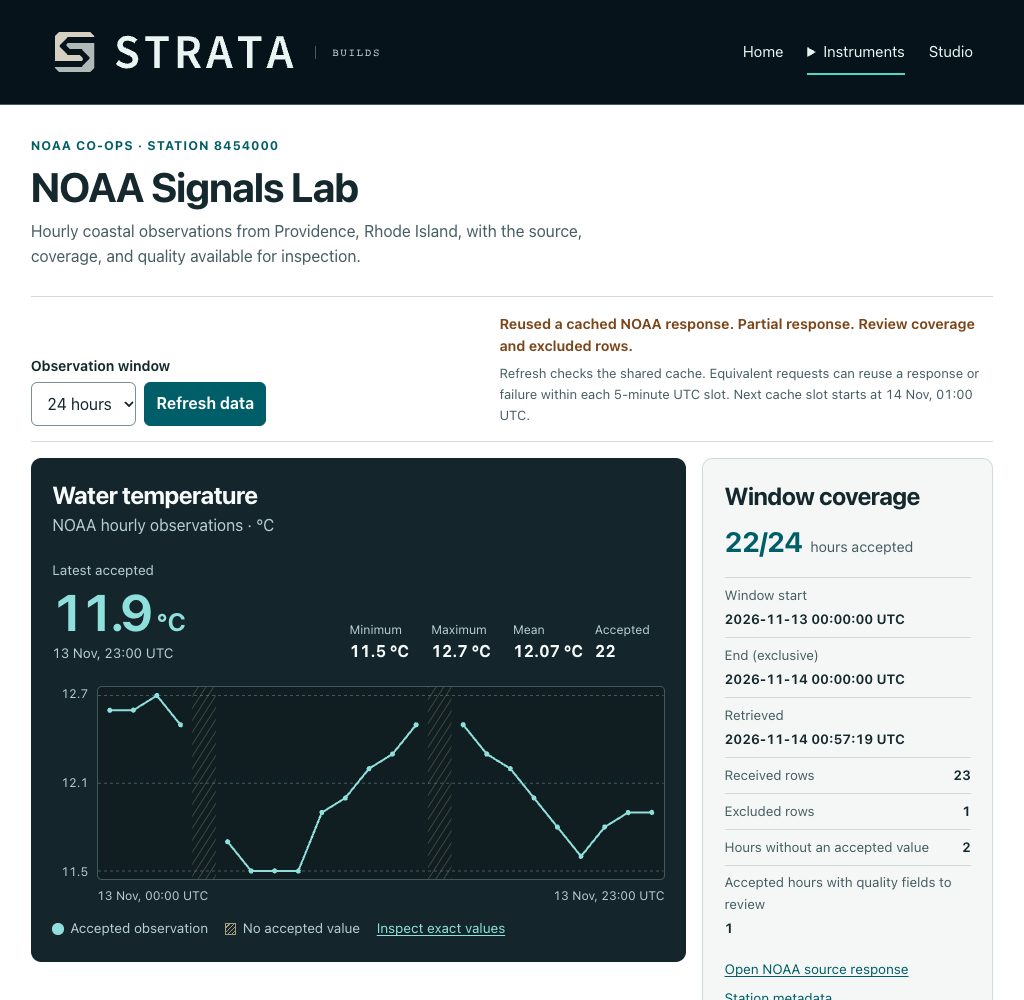 STRATA
BUILDS
Home
Instruments
Studio
NOAA CO-OPS · STATION 8454000
NOAA Signals Lab
Hourly coastal observations from Providence, Rhode Island, with the source,
coverage, and quality available for inspection.
Observation window
24 hours
Refresh data
Reused a cached NOAA response. Partial response. Review coverage
and excluded rows.
Refresh checks the shared cache. Equivalent requests can reuse a response or
failure within each 5-minute UTC slot. Next cache slot starts at 14 Nov, 01:00
UTC.
Water temperature
NOAA hourly observations · °C
Latest accepted
11.9 °C
13 Nov, 23:00 UTC
Minimum
11.5 °C
Maximum
12.7 °C
Mean
12.07 °C
Accepted
22
12.7
12.1
11.5
13 Nov, 00:00 UTC
13 Nov, 23:00 UTC
Accepted observation
No accepted value
Inspect exact values
Window coverage
22/24 hours accepted
Window start
2026-11-13 00:00:00 UTC
End (exclusive)
2026-11-14 00:00:00 UTC
Retrieved
2026-11-14 00:57:19 UTC
Received rows 23
Excluded rows 1
Hours without an accepted value 2
Accepted hours with quality fields to
review
1
Open NOAA source response
Station metadata